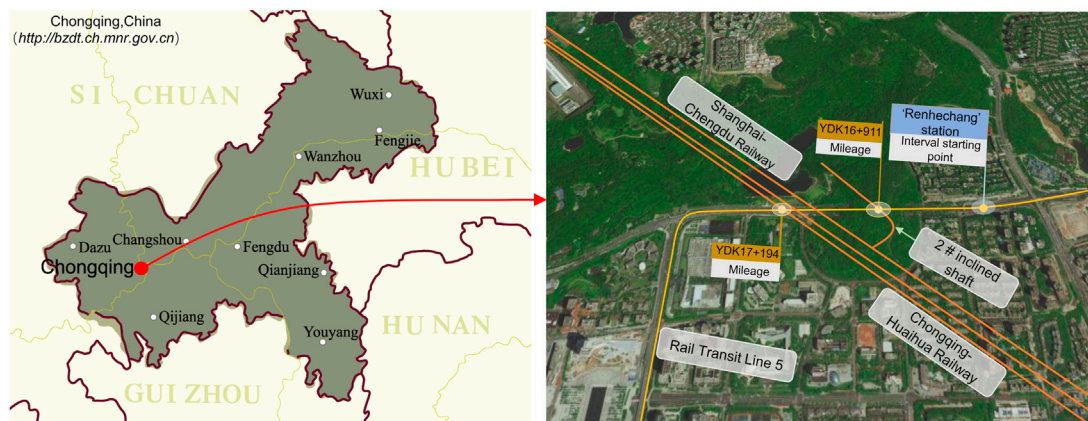 Chongqing,China
(http://bzdt.ch.mnr.gov.cn)
SI CHUAN
Wuxi
Fengjie
HUBEI
Wanzhou
Changshou
Dazu
Fengdu
Chongqing
Qianjiang
Qijiang
HU NAN
Youyang
GUI ZHOU
Shanghai-
Chengdu Railway
YDK16+911
Mileage
‘Renhechang’
station
Interval starting
point
YDK17+194
Mileage
2 # inclined
shaft
Chongqing-
Huaihua Railway
Rail Transit Line 5